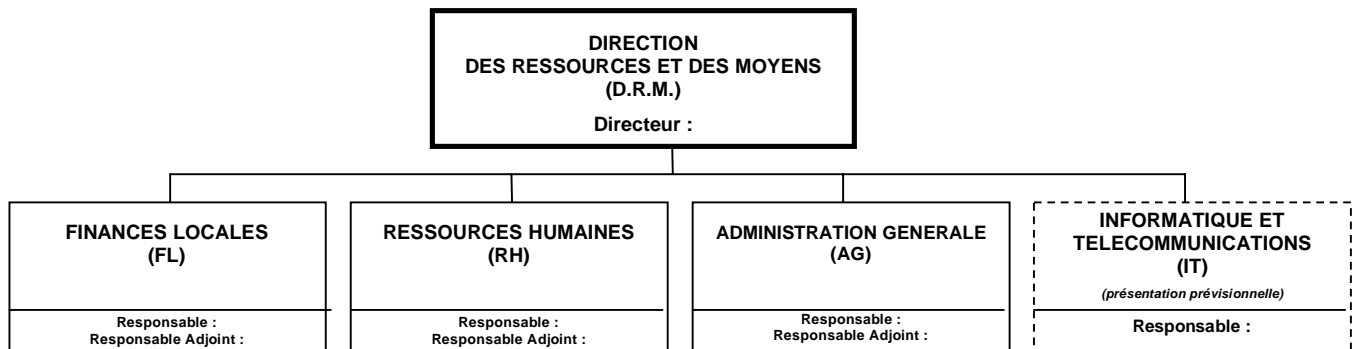 DIRECTION
DES RESSOURCES ET DES MOYENS
(D.R.M.)
Directeur :
FINANCES LOCALES
(FL)
Responsable :
Responsable Adjoint :
RESSOURCES HUMAINES
(RH)
Responsable :
Responsable Adjoint :
ADMINISTRATION GENERALE
(AG)
Responsable :
Responsable Adjoint :
INFORMATIQUE ET
TELECOMMUNICATIONS
(IT)
(présentation prévisionnelle)
Responsable :